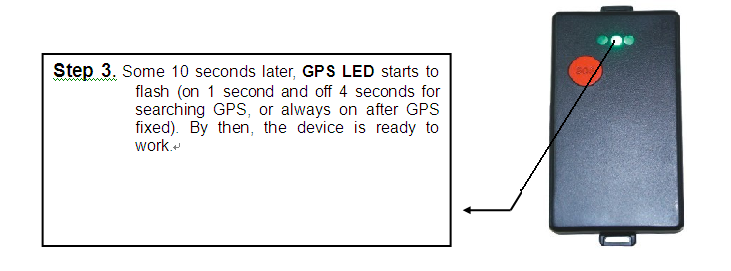 Step 3. Some 10 seconds later, GPS LED starts to
flash (on 1 second and off 4 seconds for
searching GPS, or always on after GPS
fixed). By then, the device is ready to
work.↵
SOS